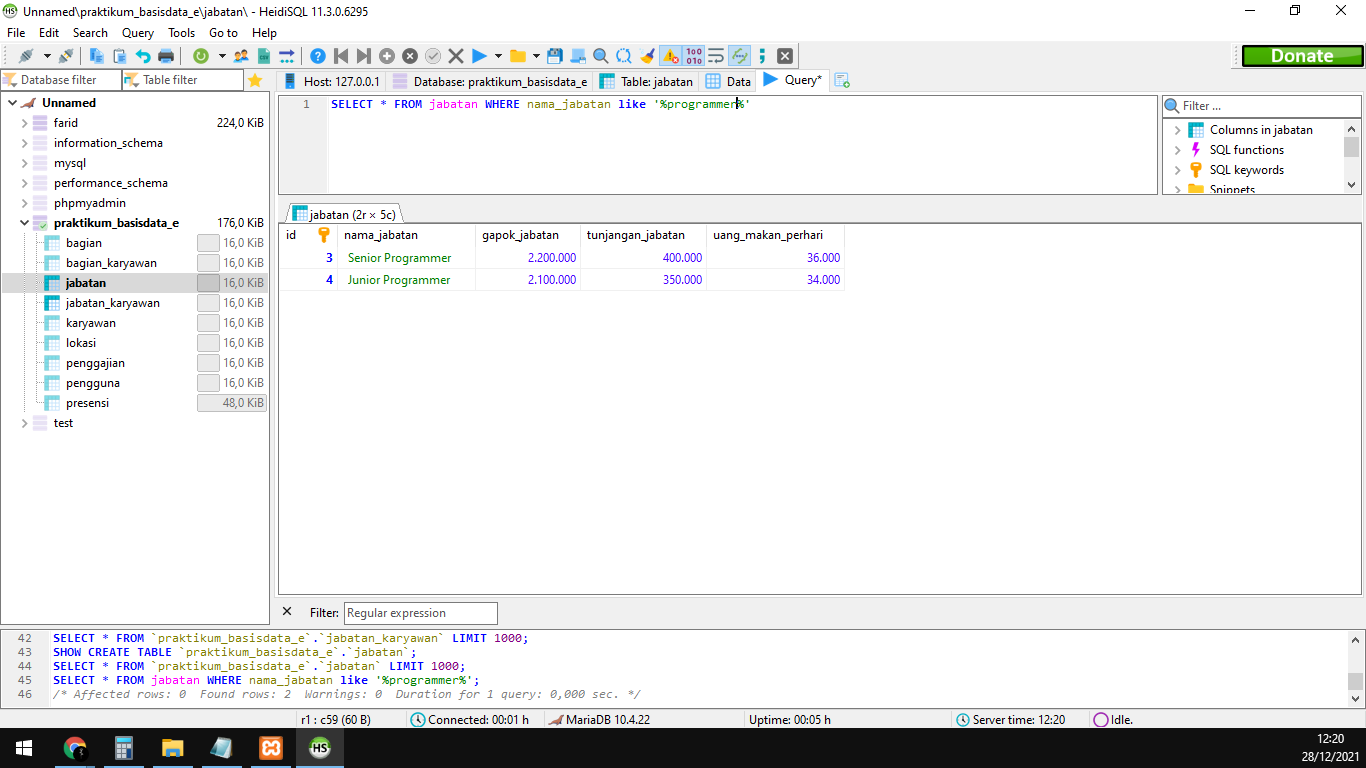 Unnamed\praktikum_basisdata_e\jabatan\ - HeidiSQL 11.3.0.6295
File Edit Search Query Tools Go to Help
Donate
Database filter Table filter
Host: 127.0.0.1 Database: praktikum_basisdata_e Table: jabatan Data Query*
Unnamed
farid 224,0 KiB
information_schema
mysql
performance_schema
phpmyadmin
praktikum_basisdata_e 176,0 KiB
bagian 16,0 KiB
bagian_karyawan 16,0 KiB
jabatan 16,0 KiB
jabatan_karyawan 16,0 KiB
karyawan 16,0 KiB
lokasi 16,0 KiB
penggajian 16,0 KiB
pengguna 16,0 KiB
presensi 48,0 KiB
test
1 SELECT * FROM jabatan WHERE nama_jabatan like '%programmer%'
Filter ...
Columns in jabatan
SQL functions
SQL keywords
Snippets
jabatan (2r × 5c)
id nama_jabatan gapok_jabatan tunjangan_jabatan uang_makan_perhari
3 Senior Programmer 2.200.000 400.000 36.000
4 Junior Programmer 2.100.000 350.000 34.000
Filter: Regular expression
42 SELECT * FROM `praktikum_basisdata_e`.`jabatan_karyawan` LIMIT 1000;
43 SHOW CREATE TABLE `praktikum_basisdata_e`.`jabatan`;
44 SELECT * FROM `praktikum_basisdata_e`.`jabatan` LIMIT 1000;
45 SELECT * FROM jabatan WHERE nama_jabatan like '%programmer%';
46 /* Affected rows: 0 Found rows: 2 Warnings: 0 Duration for 1 query: 0,000 sec. */
r1 : c59 (60 B) Connected: 00:01 h MariaDB 10.4.22 Uptime: 00:05 h Server time: 12:20 Idle.
HS
12:20
28/12/2021